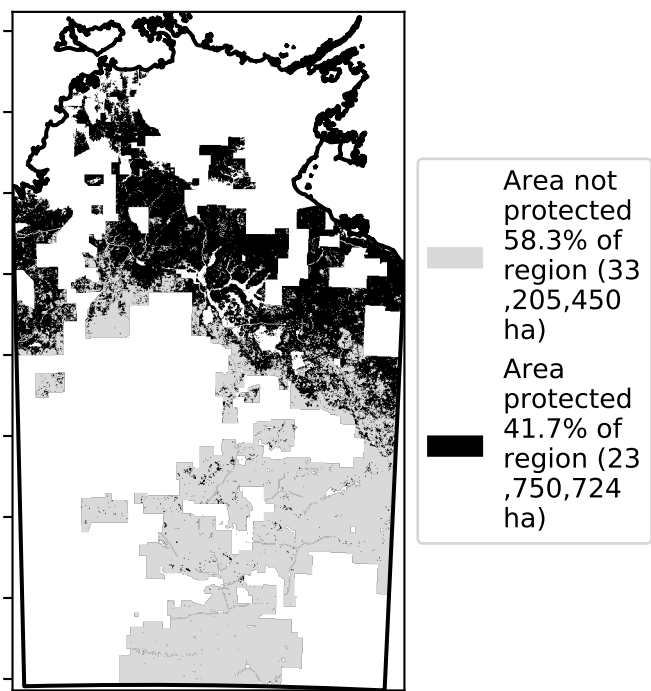 Area not
protected
58.3% of
region (33
,205,450
ha)
Area
protected
41.7% of
region (23
,750,724
ha)